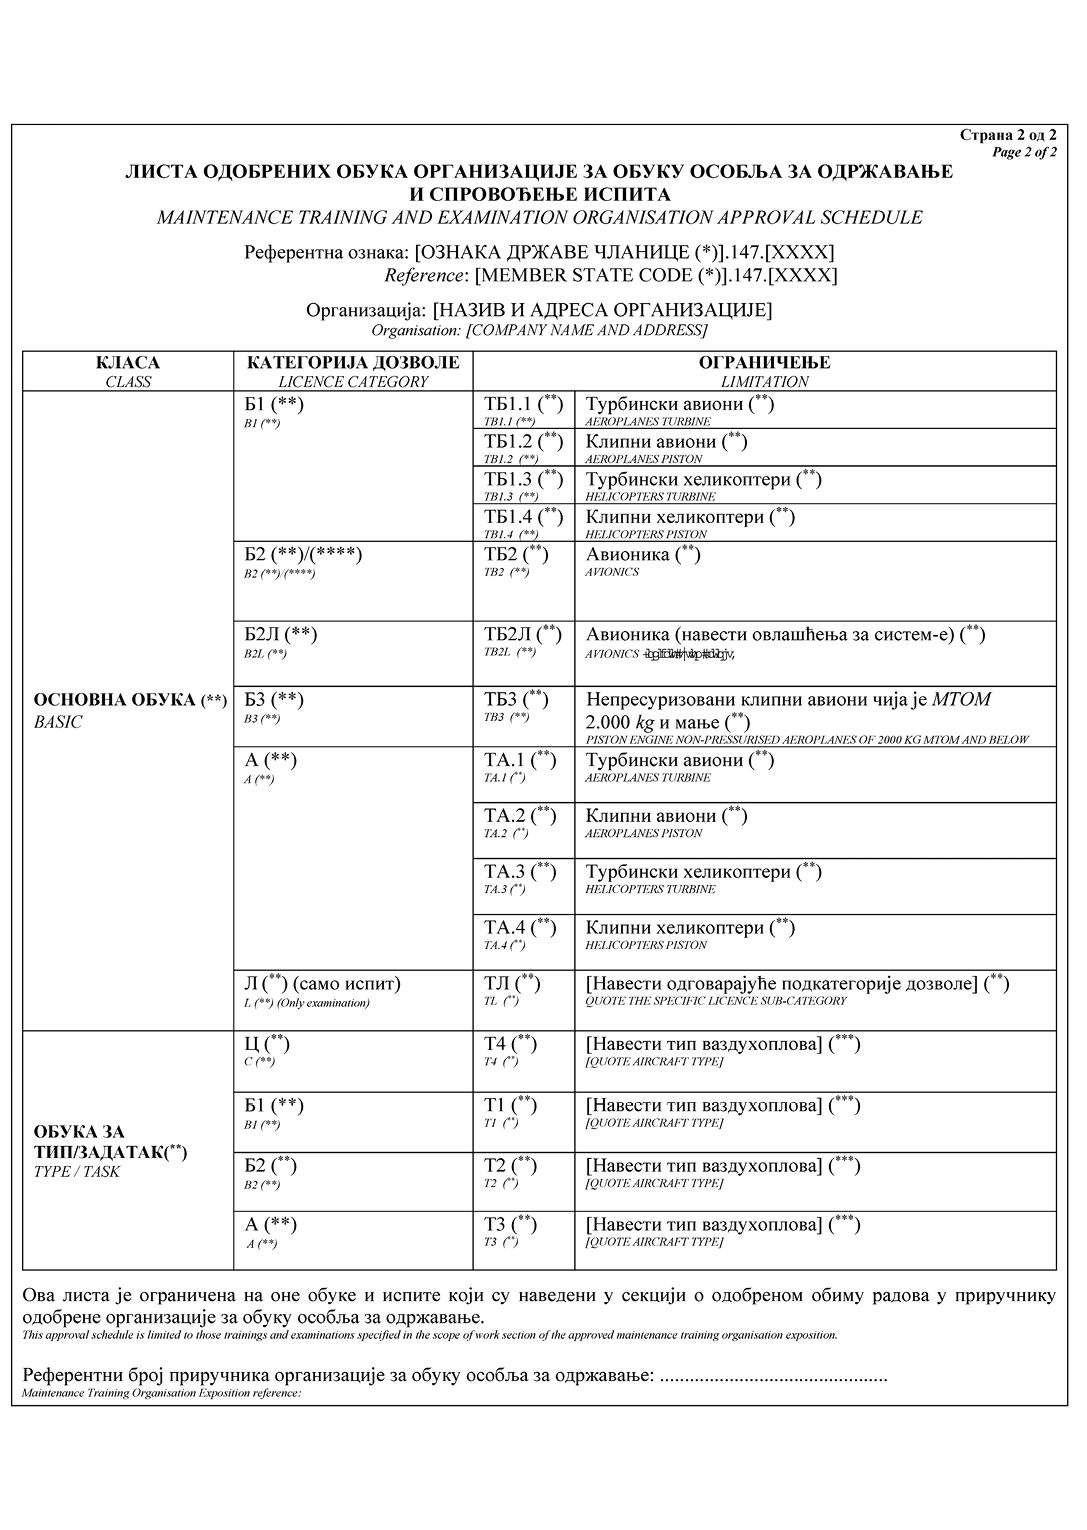 Страна 2 од 2
Page 2 of 2
ЛИСТА ОДОБРЕНИХ ОБУКА ОРГАНИЗАЦИЈЕ ЗА ОБУКУ ОСОБЉА ЗА ОДРЖАВАЊЕ
И СПРОВОЂЕЊЕ ИСПИТА
MAINTENANCE TRAINING AND EXAMINATION ORGANISATION APPROVAL SCHEDULE
Референтна ознака: [ОЗНАКА ДРЖАВЕ ЧЛАНИЦЕ (*)].147.[XXXX]
Reference: [MEMBER STATE CODE (*)].147.[XXXX]
Организација: [НАЗИВ И АДРЕСА ОРГАНИЗАЦИЈЕ]
Organisation: [COMPANY NAME AND ADDRESS]
КЛАСА
CLASS
КАТЕГОРИЈА ДОЗВОЛЕ
LICENCE CATEGORY
ОГРАНИЧЕЊЕ
LIMITATION
ОСНОВНА ОБУКА (**)
BASIC
Б1 (**)
B1 (**)
ТБ1.1 (**) Турбински авиони (**)
TB1.1 (**) AEROPLANES TURBINE
ТБ1.2 (**) Клипни авиони (**)
TB1.2 (**) AEROPLANES PISTON
ТБ1.3 (**) Турбински хеликоптери (**)
TB1.3 (**) HELICOPTERS TURBINE
ТБ1.4 (**) Клипни хеликоптери (**)
TB1.4 (**) HELICOPTERS PISTON
Б2 (**)/(****) ТБ2 (**) Авионика (**)
B2 (**)/(****) TB2 (**) AVIONICS
Б2Л (**) ТБ2Л (**) Авионика (навести овлашћења за систем-е) (**)
B2L (**) TB2L (**) AVIONICS
Б3 (**) ТБ3 (**) Непресуризовани клипни авиони чија је MTOM
B3 (**) TB3 (**) 2.000 kg и мање (**)
PISTON ENGINE NON-PRESSURISED AEROPLANES OF 2000 KG MTOM AND BELOW
А (**) ТА.1 (**) Турбински авиони (**)
A (**) TA.1 (**) AEROPLANES TURBINE
ТА.2 (**) Клипни авиони (**)
TA.2 (**) AEROPLANES PISTON
ТА.3 (**) Турбински хеликоптери (**)
TA.3 (**) HELICOPTERS TURBINE
ТА.4 (**) Клипни хеликоптери (**)
TA.4 (**) HELICOPTERS PISTON
Л (**) (само испит) ТЛ (**) [Навести одговарајуће подкатегорије дозволе] (**)
L (**) (Only examination) TL (**) QUOTE THE SPECIFIC LICENCE SUB-CATEGORY
ОБУКА ЗА
ТИП/ЗАДАТАК(**)
TYPE / TASK
Ц (**) Т4 (**) [Навести тип ваздухоплова] (***)
C (**) T4 (**) [QUOTE AIRCRAFT TYPE]
Б1 (**) Т1 (**) [Навести тип ваздухоплова] (***)
B1 (**) T1 (**) [QUOTE AIRCRAFT TYPE]
Б2 (**) Т2 (**) [Навести тип ваздухоплова] (***)
B2 (**) T2 (**) [QUOTE AIRCRAFT TYPE]
А (**) Т3 (**) [Навести тип ваздухоплова] (***)
A (**) T3 (**) [QUOTE AIRCRAFT TYPE]
Ова листа је ограничена на оне обуке и испите који су наведени у секцији о одобреном обиму радова у приручнику
одобрене организације за обуку особља за одржавање.
This approval schedule is limited to those trainings and examinations specified in the scope of work section of the approved maintenance training organisation exposition.
Референтни број приручника организације за обуку особља за одржавање: .............................................
Maintenance Training Organisation Exposition reference: